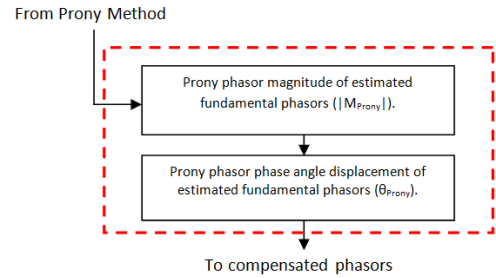 From Prony Method
Prony phasor magnitude of estimated
fundamental phasors (|MProny|).
Prony phasor phase angle displacement of
estimated fundamental phasors (θProny).
To compensated phasors